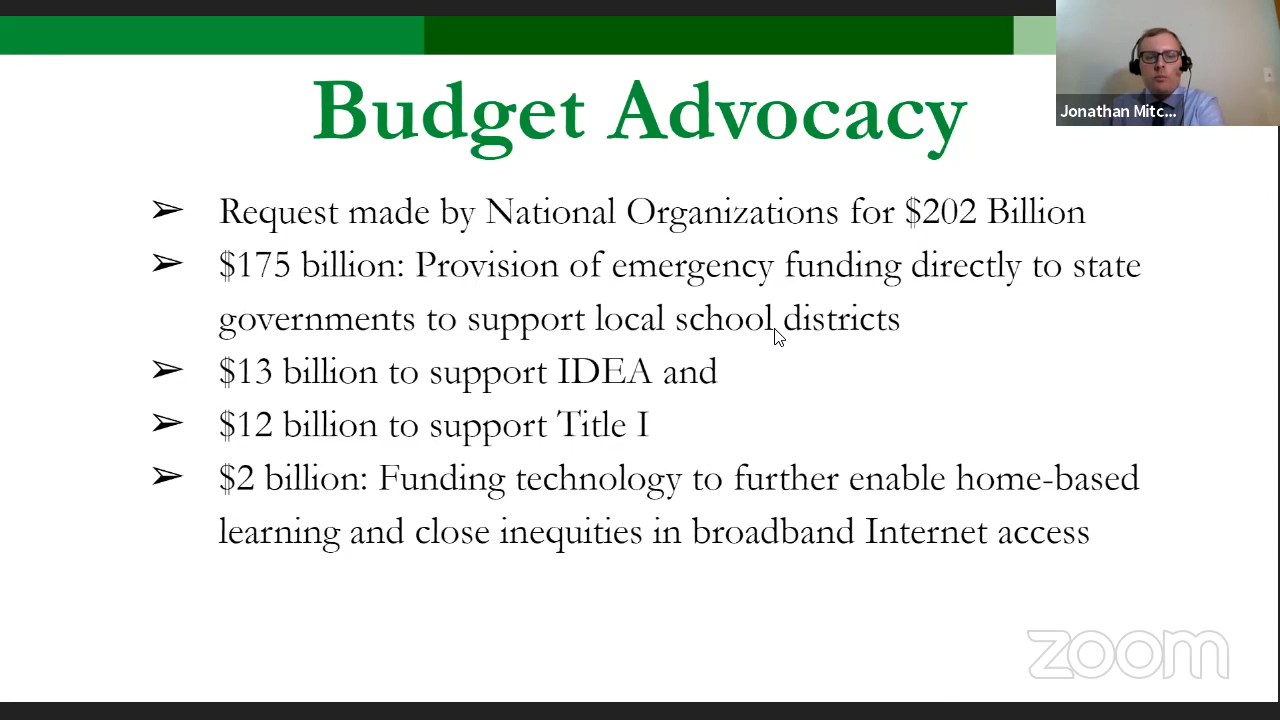 Budget Advocacy
Jonathan Mitc...
➢ Request made by National Organizations for $202 Billion
➢ $175 billion: Provision of emergency funding directly to state
governments to support local school districts
➢ $13 billion to support IDEA and
➢ $12 billion to support Title I
➢ $2 billion: Funding technology to further enable home-based
learning and close inequities in broadband Internet access
zoom